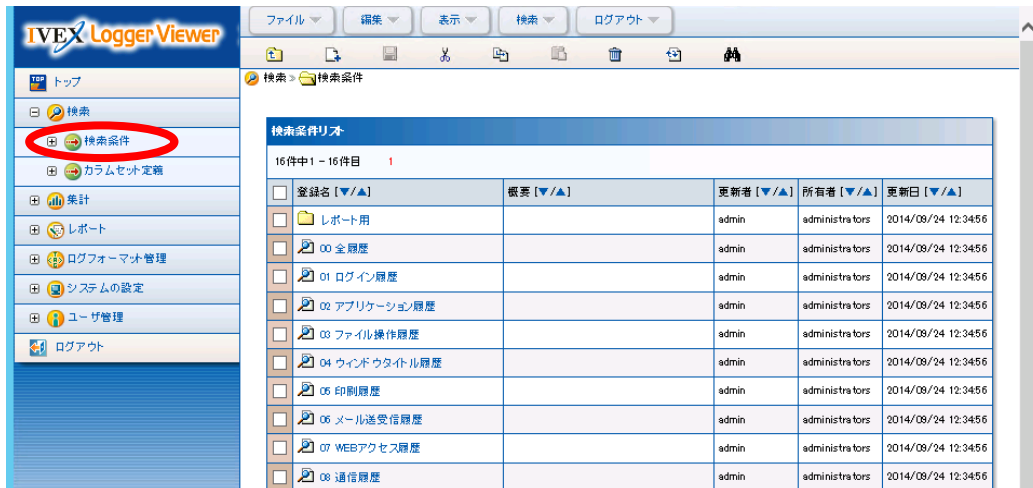 IVEX Logger Viewer
ファイル
編集
表示
検索
ログアウト
検索 » 検索条件
TOP トップ
検索
検索条件
カラムセット定義
集計
レポート
ログフォーマット管理
システムの設定
ユーザ管理
ログアウト
検索条件リスト
16件中1 - 16件目 1
登録名 [▼/▲] 概要 [▼/▲] 更新者 [▼/▲] 所有者 [▼/▲] 更新日 [▼/▲]
レポート用 admin administrators 2014/09/24 12:34:56
00 全履歴 admin administrators 2014/09/24 12:34:56
01 ログイン履歴 admin administrators 2014/09/24 12:34:56
02 アプリケーション履歴 admin administrators 2014/09/24 12:34:56
03 ファイル操作履歴 admin administrators 2014/09/24 12:34:56
04 ウィンドウタイトル履歴 admin administrators 2014/09/24 12:34:56
05 印刷履歴 admin administrators 2014/09/24 12:34:56
06 メール送受信履歴 admin administrators 2014/09/24 12:34:56
07 WEBアクセス履歴 admin administrators 2014/09/24 12:34:56
08 通信履歴 admin administrators 2014/09/24 12:34:56